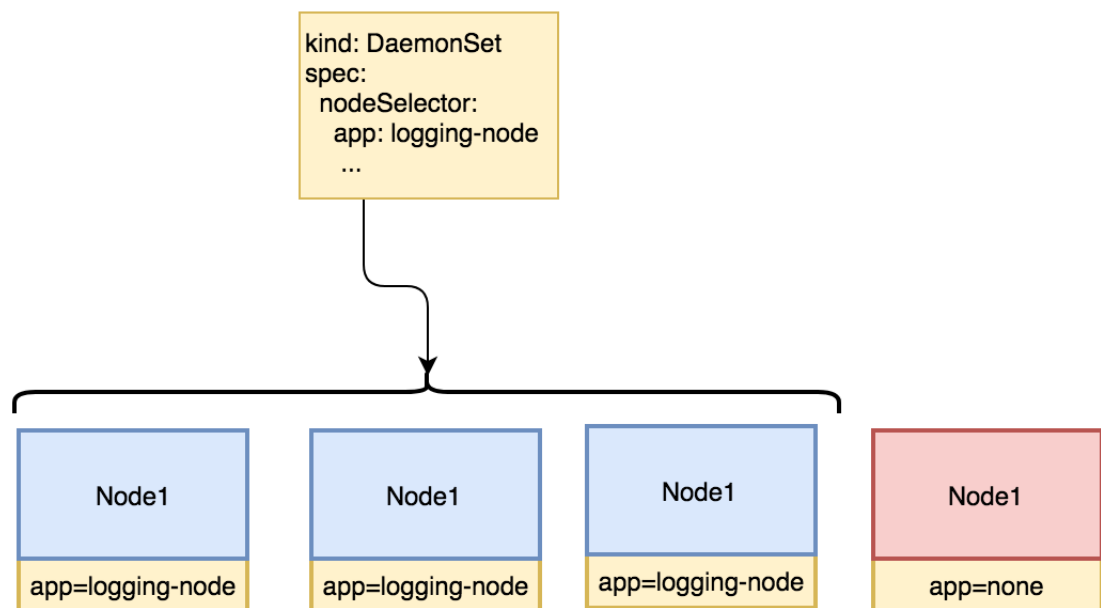 kind: DaemonSet
spec:
  nodeSelector:
    app: logging-node
     ...
Node1
Node1
Node1
Node1
app=logging-node
app=logging-node
app=logging-node
app=none